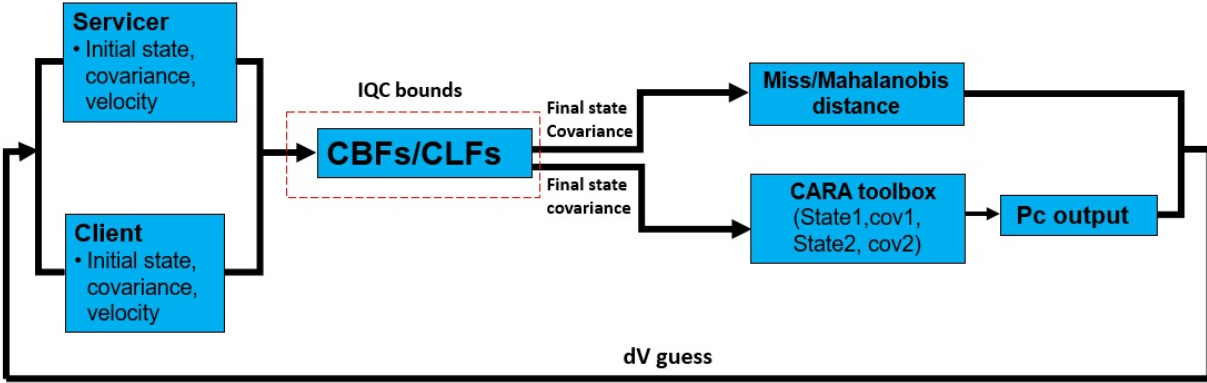 Servicer
• Initial state,
covariance,
velocity
Client
• Initial state,
covariance,
velocity
IQC bounds
CBFs/CLFs
Final state
Covariance
Final state
covariance
Miss/Mahalanobis
distance
CARA toolbox
(State1,cov1,
State2, cov2)
Pc output
dV guess